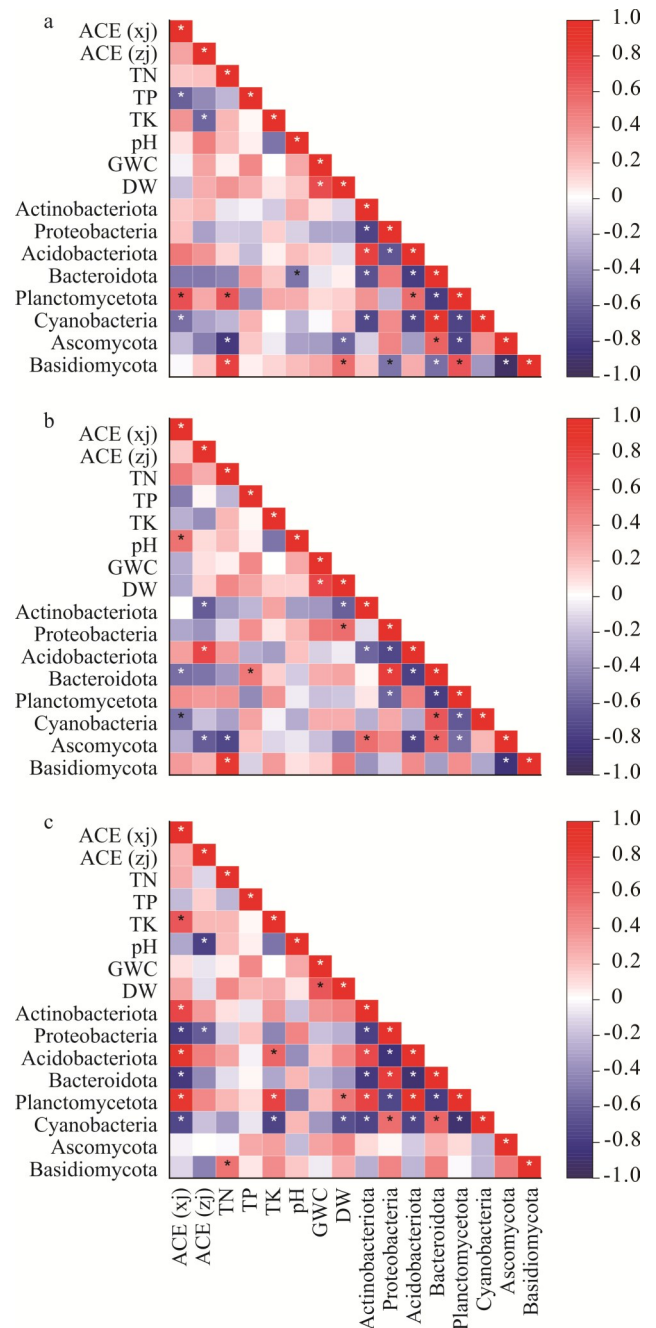 a
ACE (xj)
ACE (zj)
TN
TP
TK
pH
GWC
DW
Actinobacteriota
Proteobacteria
Acidobacteriota
Bacteroidota
Planctomycetota
Cyanobacteria
Ascomycota
Basidiomycota
1.0
0.8
0.6
0.4
0.2
0
-0.2
-0.4
-0.6
-0.8
-1.0
b
ACE (xj)
ACE (zj)
TN
TP
TK
pH
GWC
DW
Actinobacteriota
Proteobacteria
Acidobacteriota
Bacteroidota
Planctomycetota
Cyanobacteria
Ascomycota
Basidiomycota
1.0
0.8
0.6
0.4
0.2
0
-0.2
-0.4
-0.6
-0.8
-1.0
c
ACE (xj)
ACE (zj)
TN
TP
TK
pH
GWC
DW
Actinobacteriota
Proteobacteria
Acidobacteriota
Bacteroidota
Planctomycetota
Cyanobacteria
Ascomycota
Basidiomycota
1.0
0.8
0.6
0.4
0.2
0
-0.2
-0.4
-0.6
-0.8
-1.0
ACE (xj)
ACE (zj)
TN
TP
TK
pH
GWC
DW
Actinobacteriota
Proteobacteria
Acidobacteriota
Bacteroidota
Planctomycetota
Cyanobacteria
Ascomycota
Basidiomycota